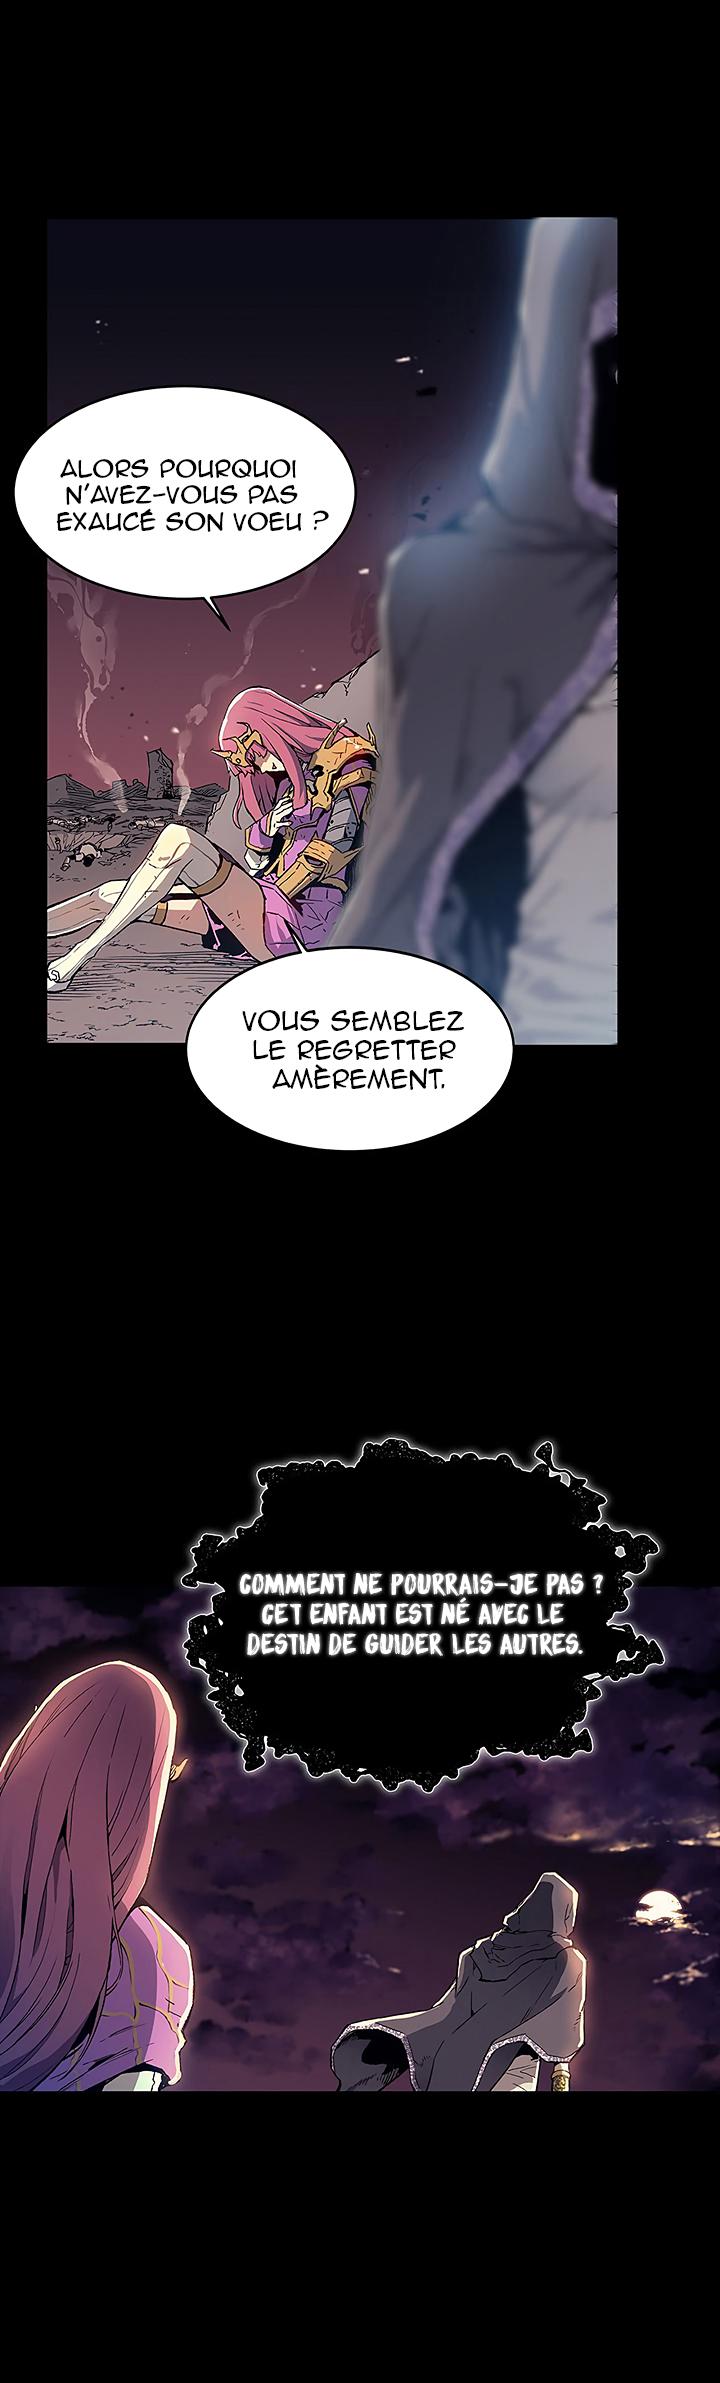 ALORS POURQUOI
N'AVEZ-VOUS PAS
EXAUCÉ SON VOEU ?
VOUS SEMBLEZ
LE REGRETTER
AMÈREMENT.
COMMENT NE POURRAIS-JE PAS ?
CET ENFANT EST NÉ AVEC LE
DESTIN DE GUIDER LES AUTRES.